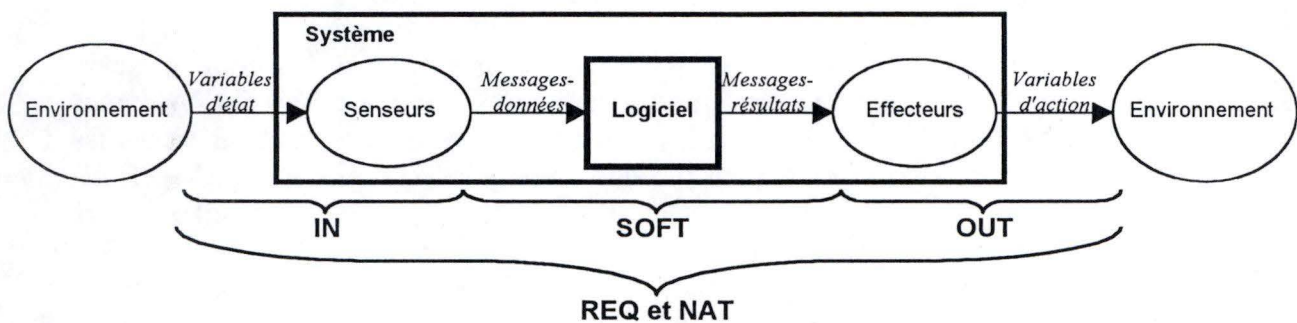 Système
Environnement
Variables
d'état
Senseurs
Messages-
données
Logiciel
Messages-
résultats
Effecteurs
Variables
d'action
Environnement
IN
SOFT
OUT
REQ et NAT